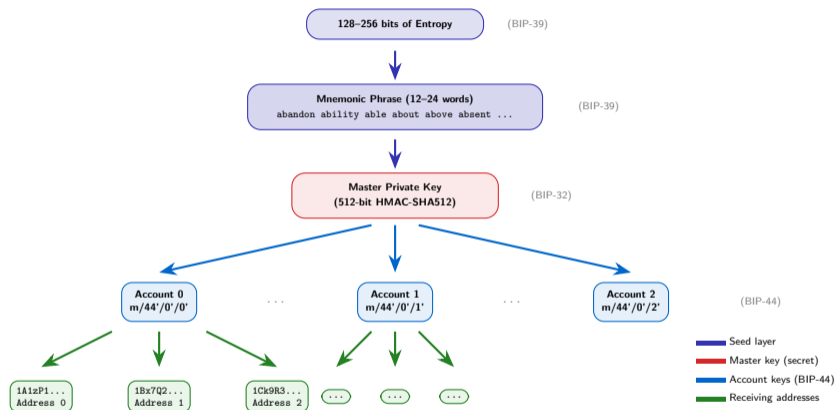 128–256 bits of Entropy
(BIP-39)
Mnemonic Phrase (12–24 words)
abandon ability able about above absent ...
(BIP-39)
Master Private Key
(512-bit HMAC-SHA512)
(BIP-32)
Account 0
m/44'/0'/0'
...
Account 1
m/44'/0'/1'
...
Account 2
m/44'/0'/2'
(BIP-44)
Seed layer
Master key (secret)
Account keys (BIP-44)
Receiving addresses
1A1zP1...
Address 0
1Bx7Q2...
Address 1
1Ck9R3...
Address 2
...
...
...